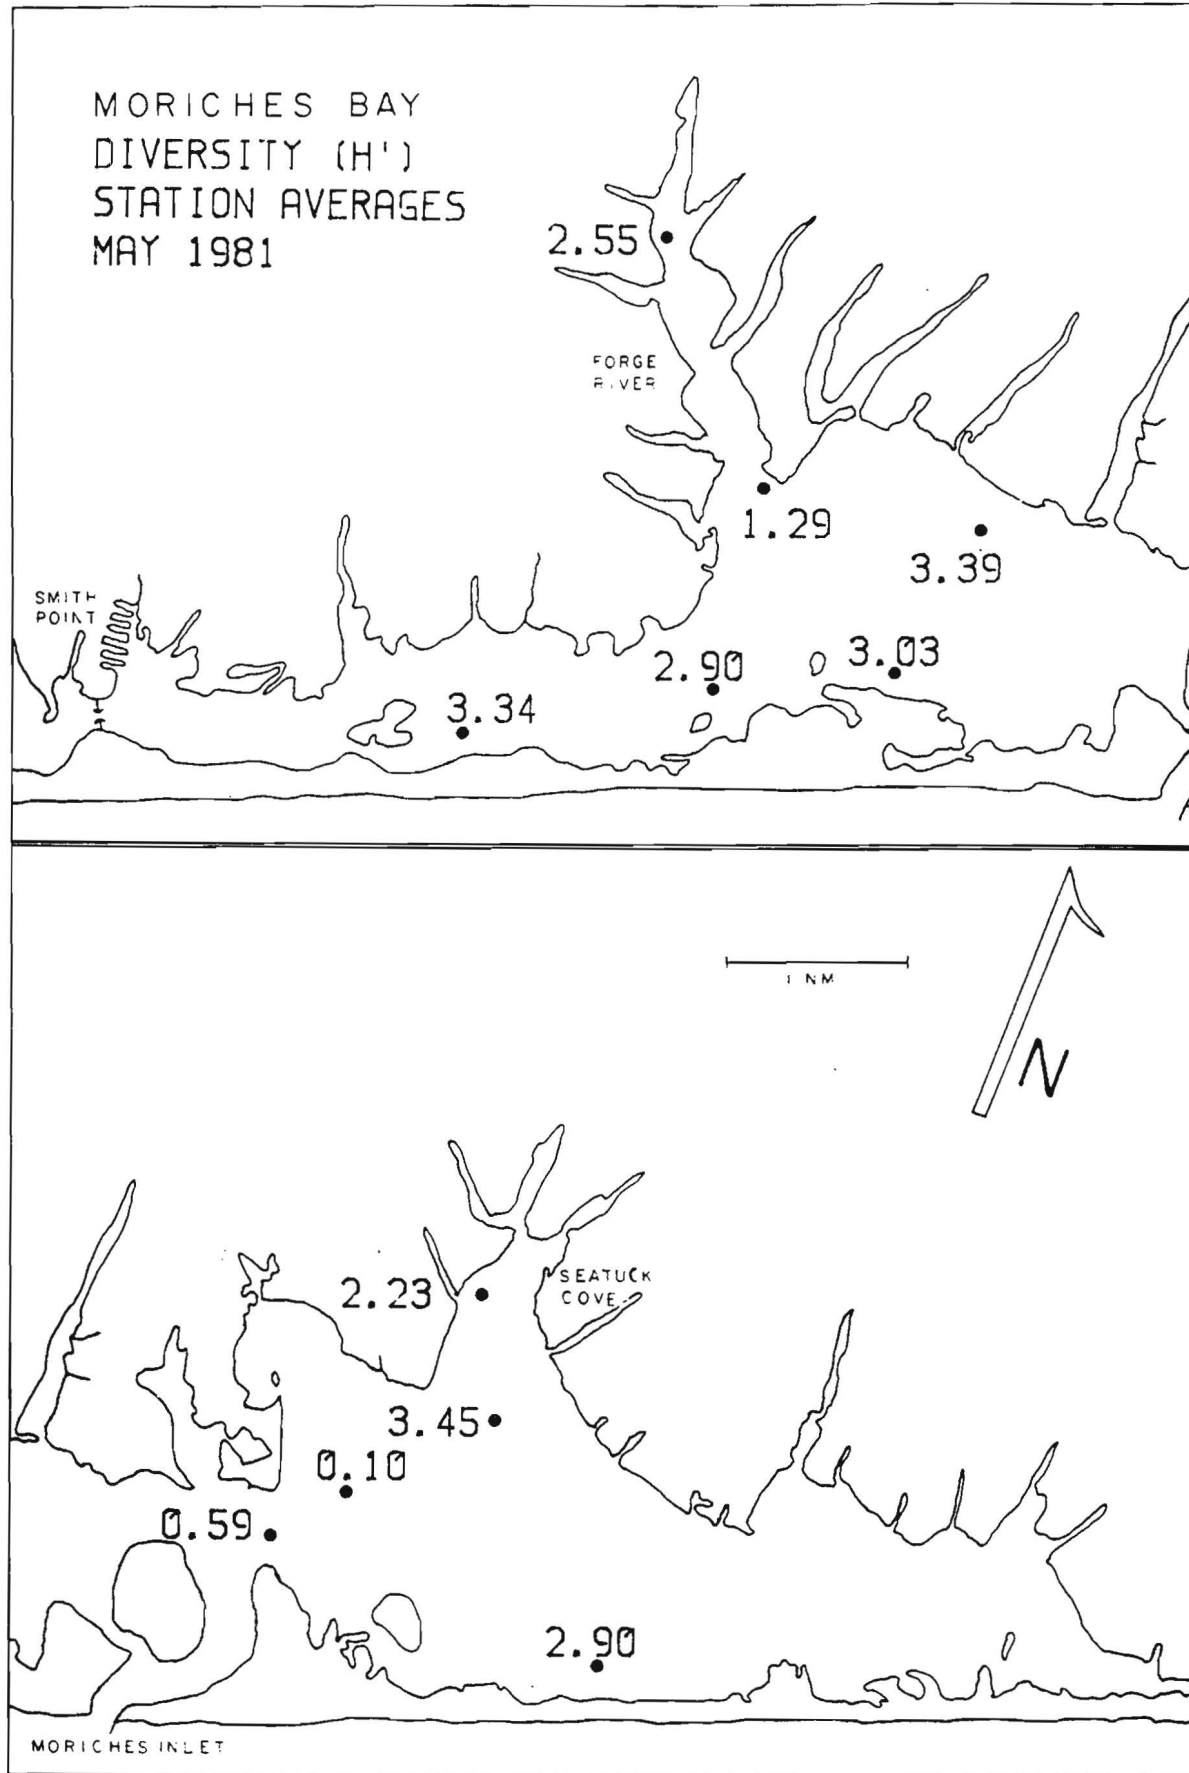 MORICHES BAY
DIVERSITY (H')
STATION AVERAGES
MAY 1981
2.55
FORGE
RIVER
1.29
3.39
SMITH
POINT
2.90
3.03
3.34
1 NM
N
2.23
SEATUCK
COVE
3.45
0.10
0.59
2.90
MORICHES INLET